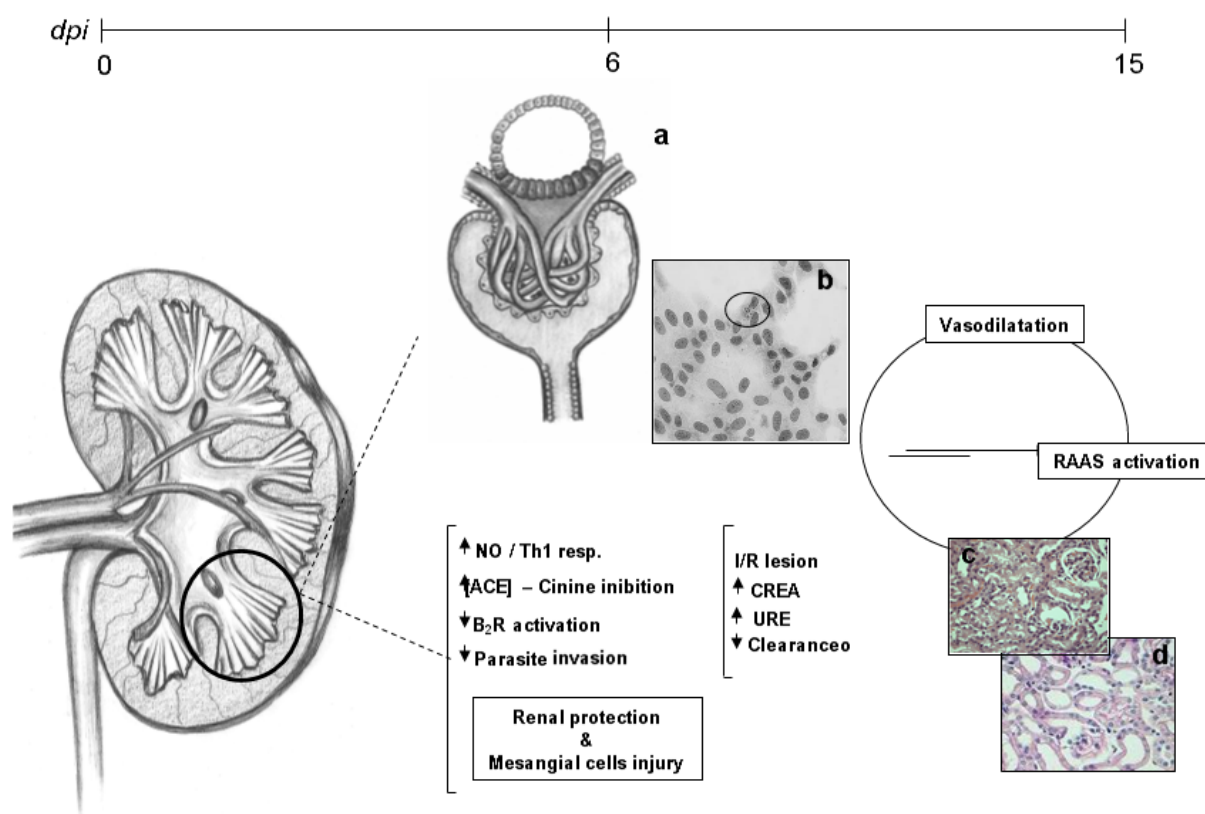 dpi
0 6 15
a
b
Vasodilatation
RAAS activation
c
d
NO / Th1 resp.
[ACE] – Cinine inibition
B₂R activation
Parasite invasion
Renal protection
&
Mesangial cells injury
I/R lesion
CREA
URE
Clearanceo